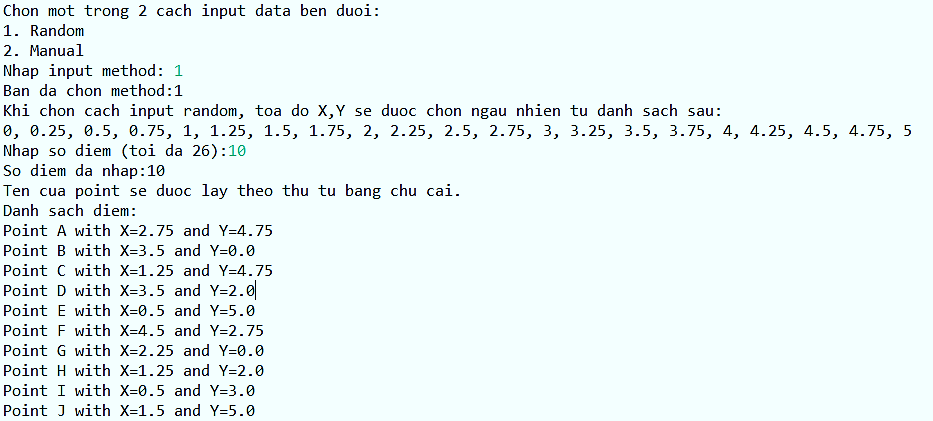 Chon mot trong 2 cach input data ben duoi:
1. Random
2. Manual
Nhap input method: 1
Ban da chon method:1
Khi chon cach input random, toa do X,Y se duoc chon ngau nhien tu danh sach sau:
0, 0.25, 0.5, 0.75, 1, 1.25, 1.5, 1.75, 2, 2.25, 2.5, 2.75, 3, 3.25, 3.5, 3.75, 4, 4.25, 4.5, 4.75, 5
Nhap so diem (toi da 26):10
So diem da nhap:10
Ten cua point se duoc lay theo thu tu bang chu cai.
Danh sach diem:
Point A with X=2.75 and Y=4.75
Point B with X=3.5 and Y=0.0
Point C with X=1.25 and Y=4.75
Point D with X=3.5 and Y=2.0
Point E with X=0.5 and Y=5.0
Point F with X=4.5 and Y=2.75
Point G with X=2.25 and Y=0.0
Point H with X=1.25 and Y=2.0
Point I with X=0.5 and Y=3.0
Point J with X=1.5 and Y=5.0